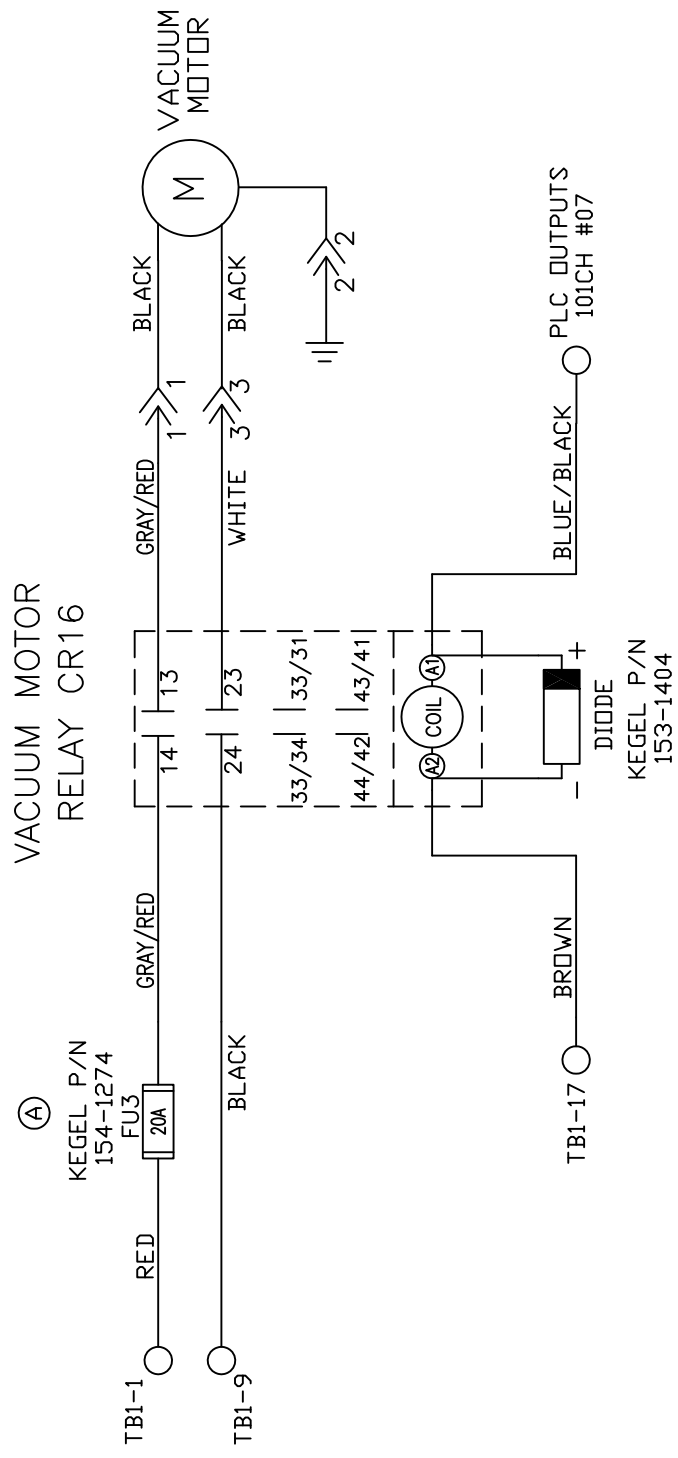 VACUUM MOTOR
RELAY CR16
A
KEGEL P/N
154-1274
FU3
20A
TB1-1
RED
GRAY/RED
14
13
GRAY/RED
1
1
BLACK
VACUUM
MOTOR
M
TB1-9
BLACK
24
23
WHITE
3
3
BLACK
33/34
33/31
2
2
44/42
43/41
A2
COIL
A1
TB1-17
BROWN
BLUE/BLACK
PLC OUTPUTS
101CH #07
-
+
DIODE
KEGEL P/N
153-1404